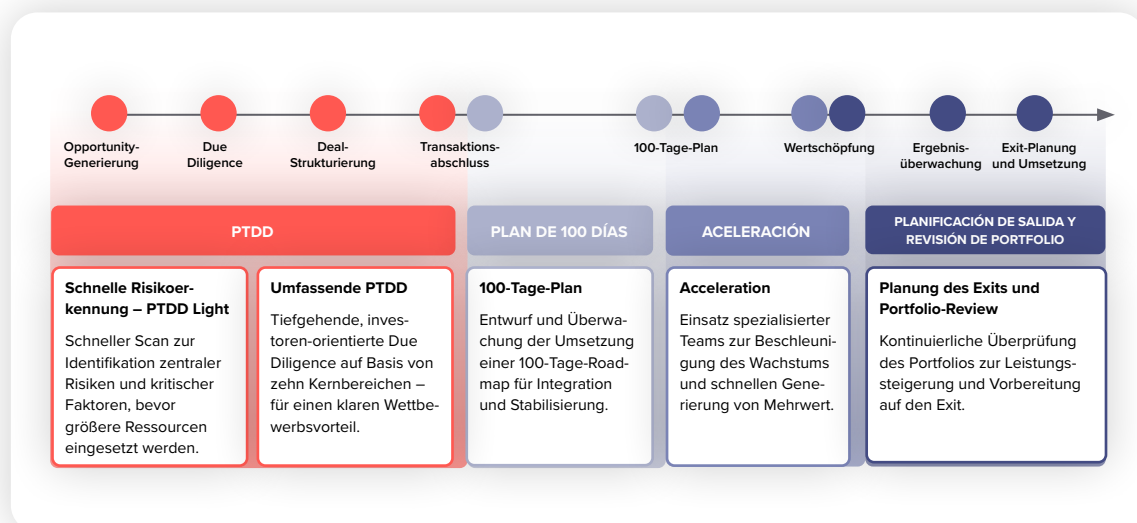 Opportunity-
Generierung
Due
Diligence
Deal-
Strukturierung
Transaktions-
abschluss
100-Tage-Plan
Wertschöpfung
Ergebnis-
überwachung
Exit-Planung
und Umsetzung
PTDD
PLAN DE 100 DÍAS
ACELERACIÓN
PLANIFICACIÓN DE SALIDA Y
REVISIÓN DE PORTFOLIO
Schnelle Risikoer-
kennung – PTDD Light
Schneller Scan zur
Identifikation zentraler
Risiken und kritischer
Faktoren, bevor
größere Ressourcen
eingesetzt werden.
Umfassende PTDD
Tiefgehende, inves-
toren-orientierte Due
Diligence auf Basis von
zehn Kernbereichen –
für einen klaren Wettbe-
werbsvorteil.
100-Tage-Plan
Entwurf und Überwa-
chung der Umsetzung
einer 100-Tage-Road-
map für Integration
und Stabilisierung.
Acceleration
Einsatz spezialisierter
Teams zur Beschleuni-
gung des Wachstums
und schnellen Gene-
rierung von Mehrwert.
Planung des Exits und
Portfolio-Review
Kontinuierliche Überprüfung
des Portfolios zur Leistungs-
steigerung und Vorbereitung
auf den Exit.